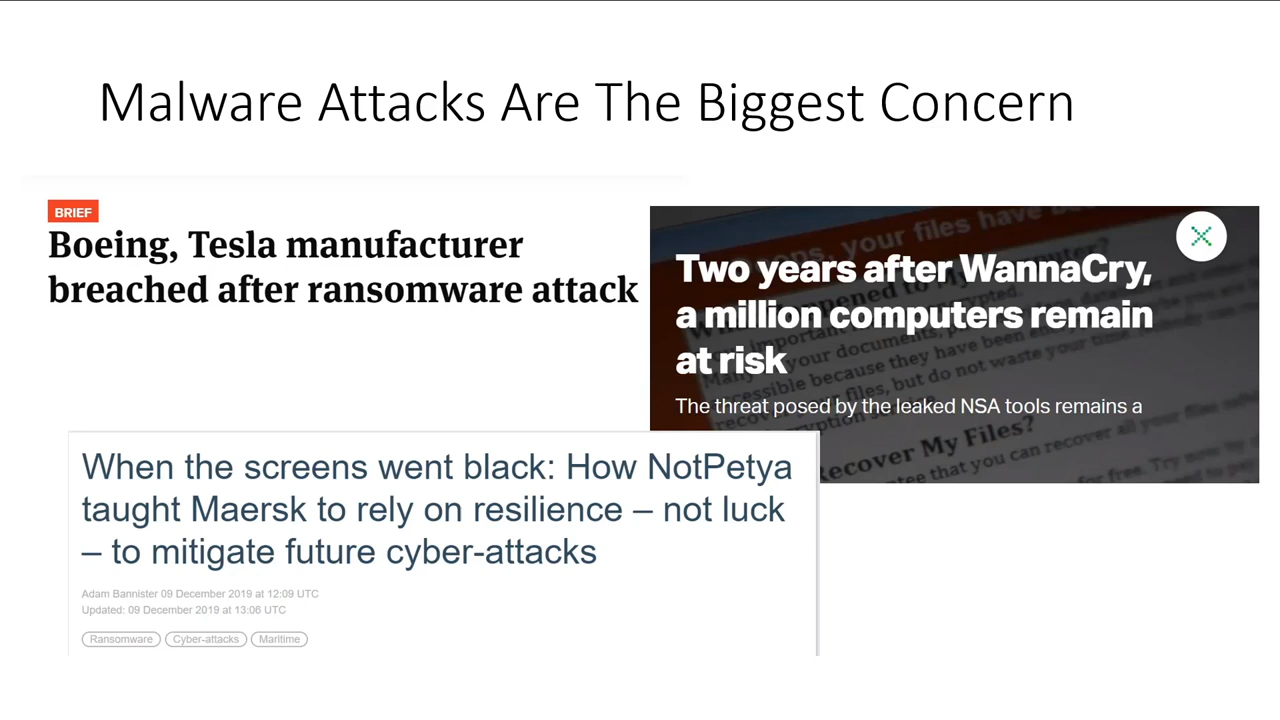 Malware Attacks Are The Biggest Concern
BRIEF
Boeing, Tesla manufacturer
breached after ransomware attack
Two years after WannaCry,
a million computers remain
at risk
The threat posed by the leaked NSA tools remains a
Recover My Files?
When the screens went black: How NotPetya
taught Maersk to rely on resilience – not luck
– to mitigate future cyber-attacks
Adam Bannister 09 December 2019 at 12:09 UTC
Updated: 09 December 2019 at 13:06 UTC
Ransomware
Cyber-attacks
Maritime